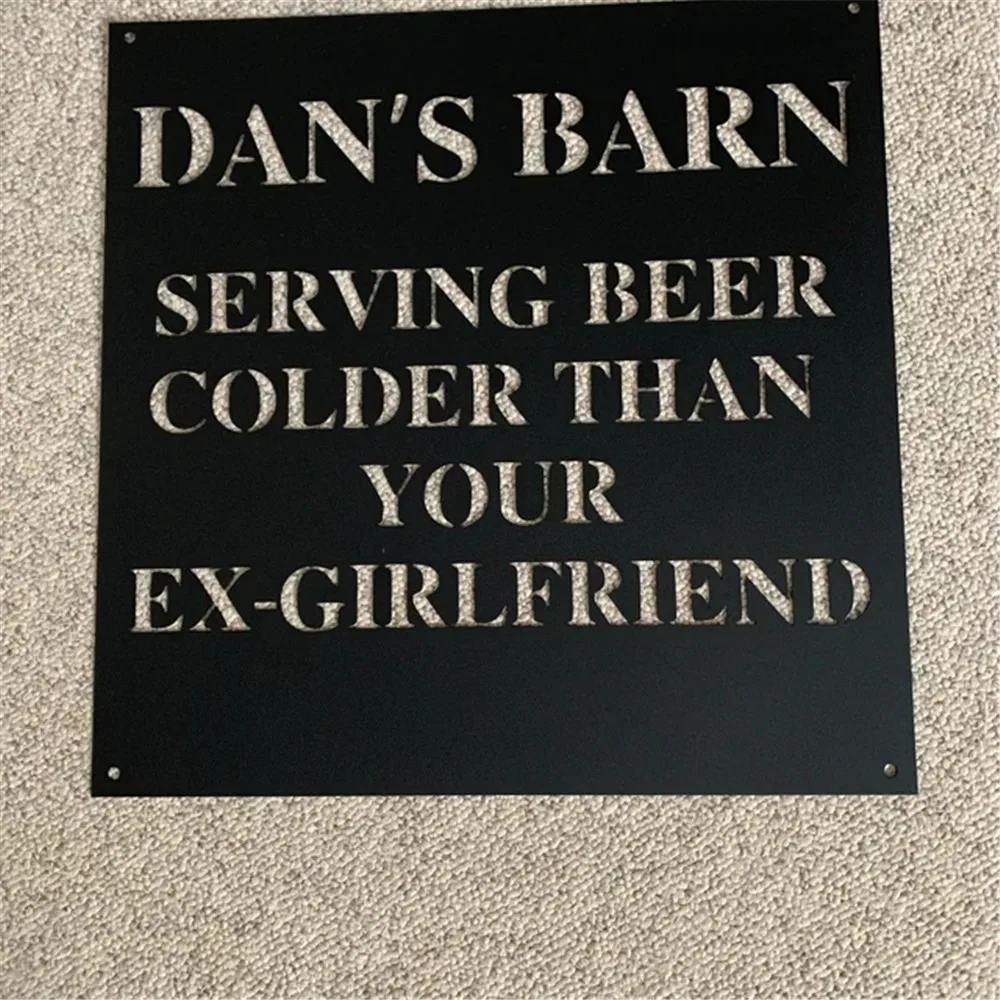 DAN'S BARN
SERVING BEER
COLDER THAN
YOUR
EX-GIRLFRIEND